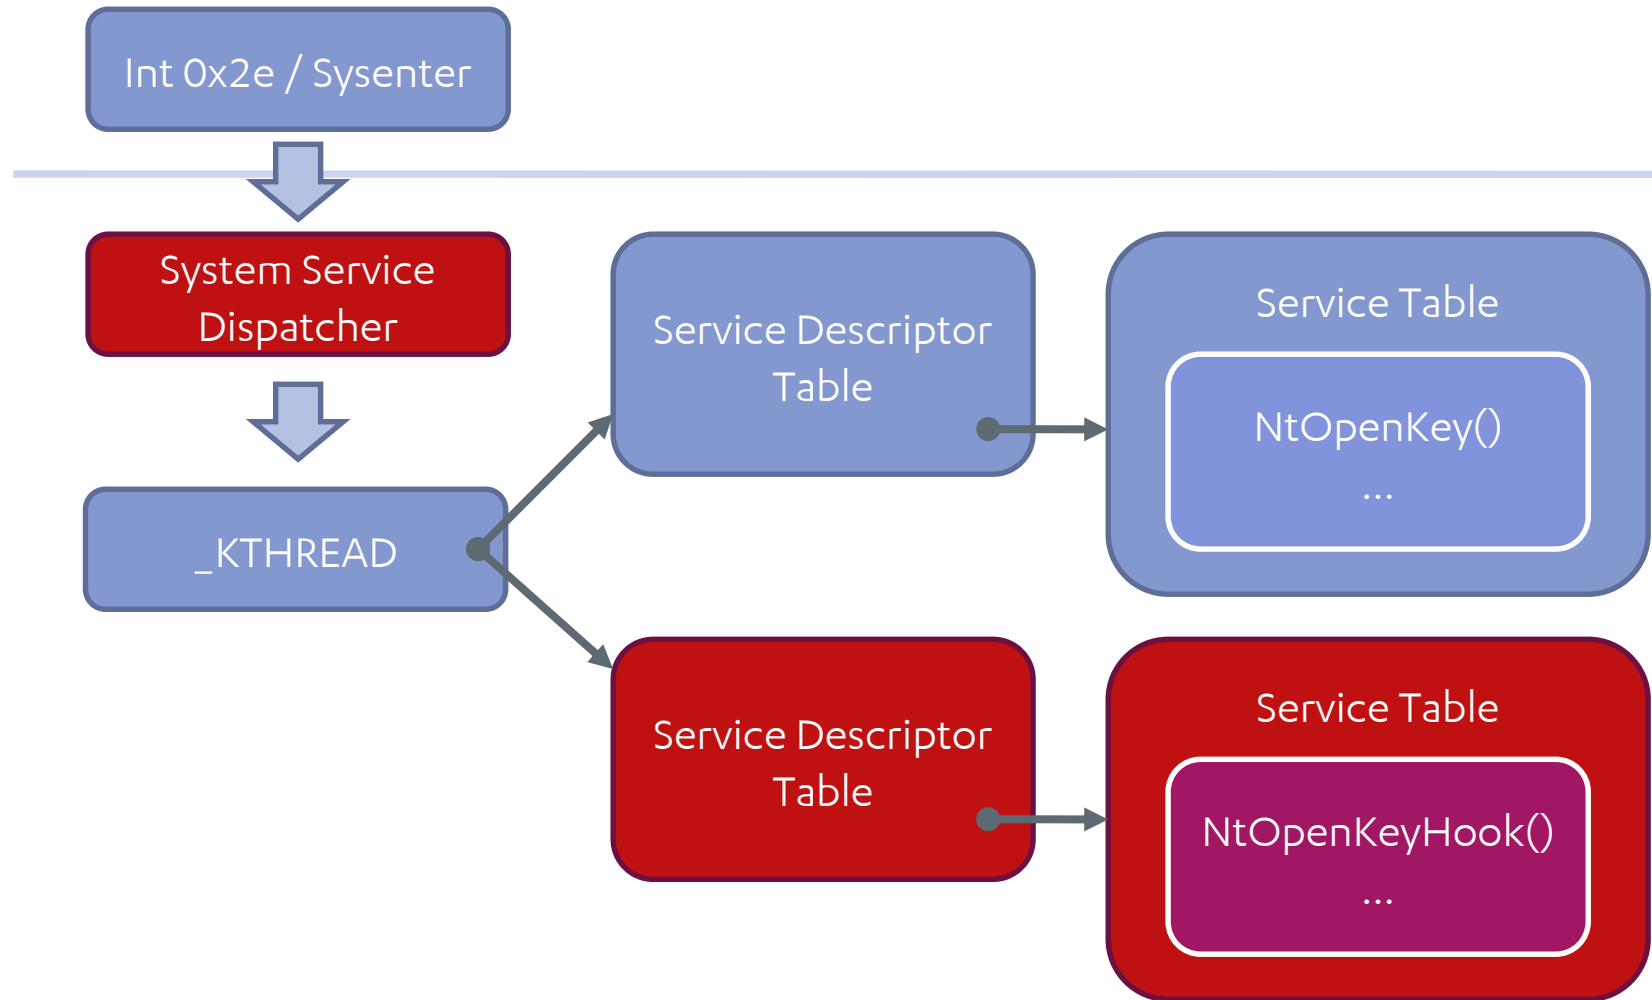 Int 0x2e / Sysenter
System Service
Dispatcher
_KTHREAD
Service Descriptor
Table
Service Table
NtOpenKey()
...
Service Descriptor
Table
Service Table
NtOpenKeyHook()
...